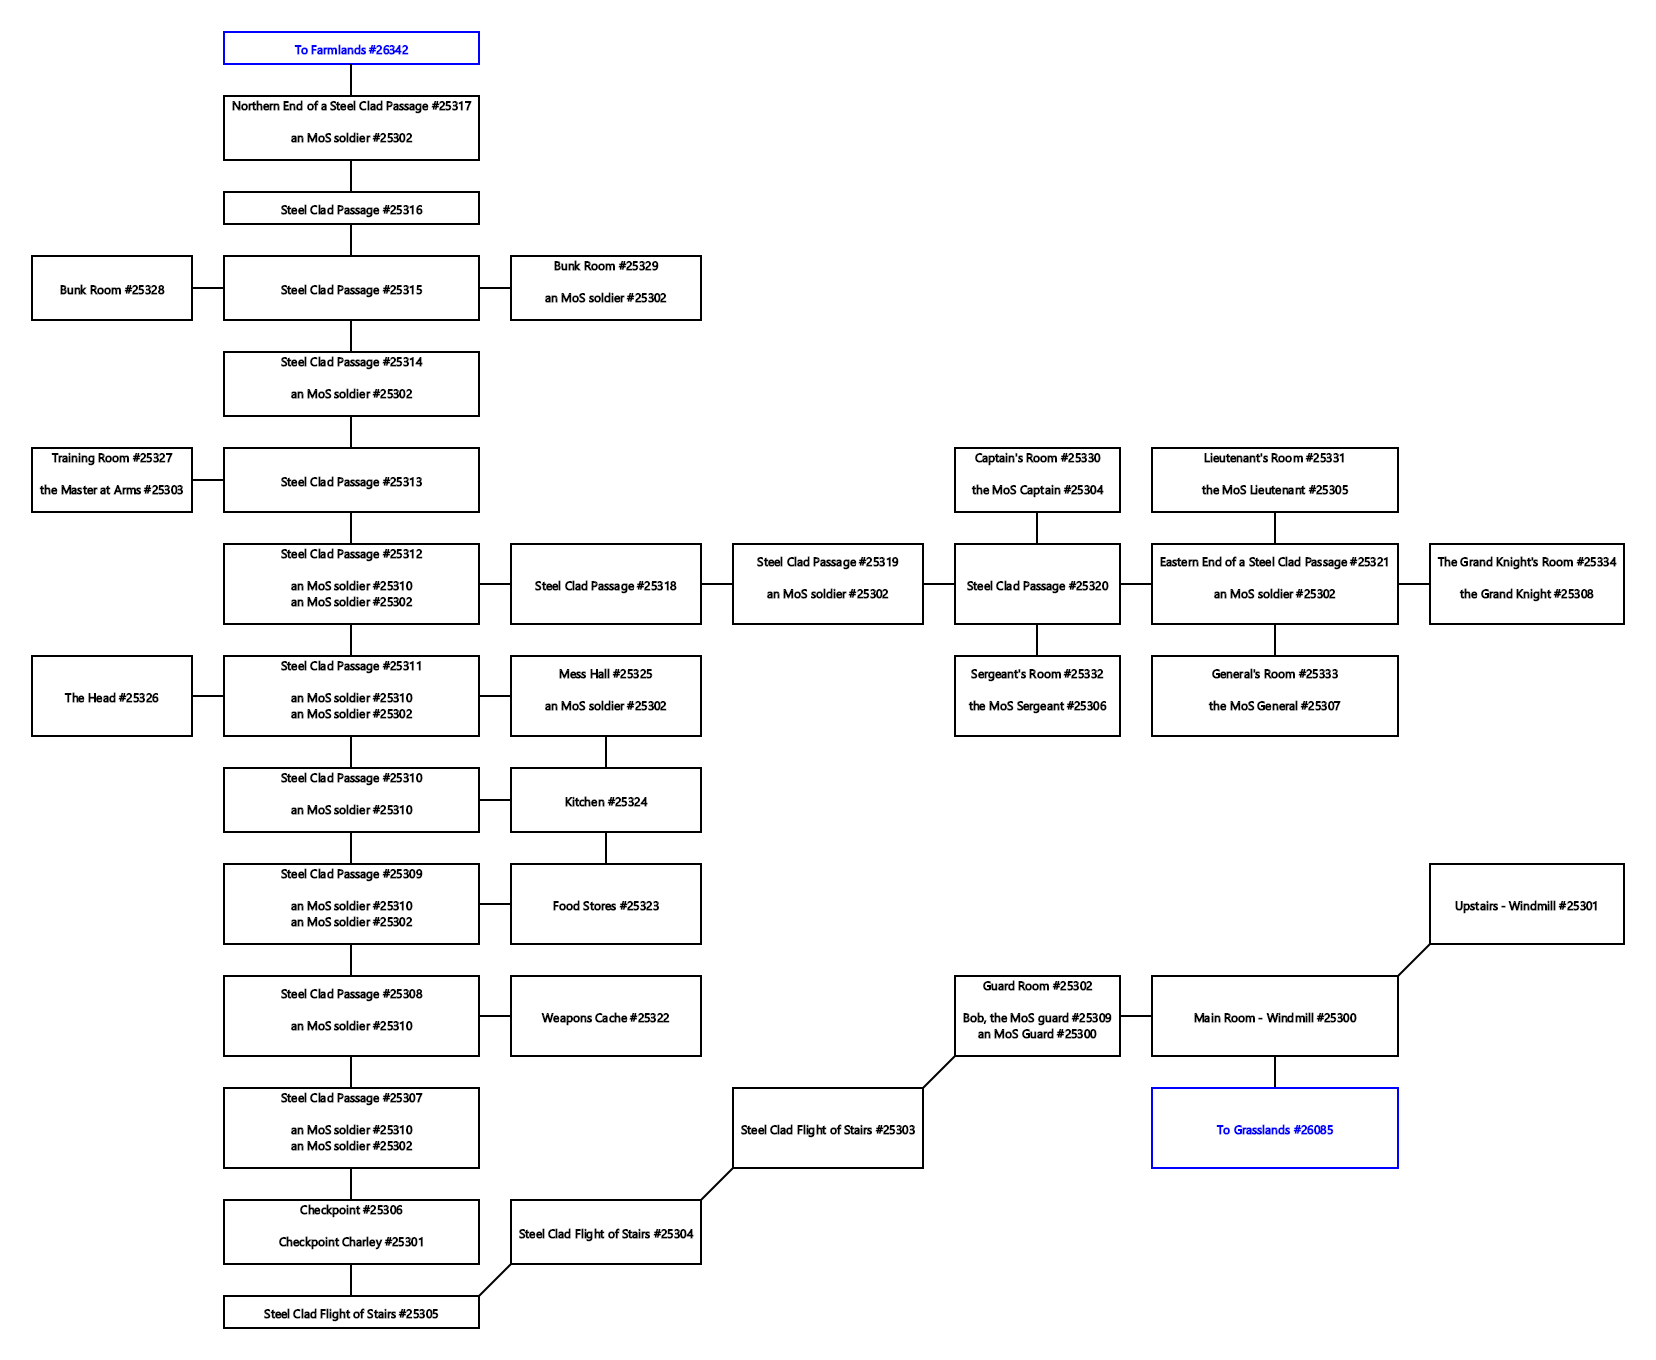 To Farmlands #26342
Northern End of a Steel Clad Passage #25317
an MoS soldier #25302
Steel Clad Passage #25316
Bunk Room #25328
Steel Clad Passage #25315
Bunk Room #25329
an MoS soldier #25302
Steel Clad Passage #25314
an MoS soldier #25302
Training Room #25327
the Master at Arms #25303
Steel Clad Passage #25313
Captain's Room #25330
the MoS Captain #25304
Lieutenant's Room #25331
the MoS Lieutenant #25305
Steel Clad Passage #25312
an MoS soldier #25310
an MoS soldier #25302
Steel Clad Passage #25318
Steel Clad Passage #25319
an MoS soldier #25302
Steel Clad Passage #25320
Eastern End of a Steel Clad Passage #25321
an MoS soldier #25302
The Grand Knight's Room #25334
the Grand Knight #25308
The Head #25326
Steel Clad Passage #25311
an MoS soldier #25310
an MoS soldier #25302
Mess Hall #25325
an MoS soldier #25302
Sergeant's Room #25332
the MoS Sergeant #25306
General's Room #25333
the MoS General #25307
Steel Clad Passage #25310
an MoS soldier #25310
Kitchen #25324
Steel Clad Passage #25309
an MoS soldier #25310
an MoS soldier #25302
Food Stores #25323
Upstairs - Windmill #25301
Steel Clad Passage #25308
an MoS soldier #25310
Weapons Cache #25322
Guard Room #25302
Bob, the MoS guard #25309
an MoS Guard #25300
Main Room - Windmill #25300
Steel Clad Passage #25307
an MoS soldier #25310
an MoS soldier #25302
Steel Clad Flight of Stairs #25303
To Grasslands #26085
Checkpoint #25306
Checkpoint Charley #25301
Steel Clad Flight of Stairs #25304
Steel Clad Flight of Stairs #25305